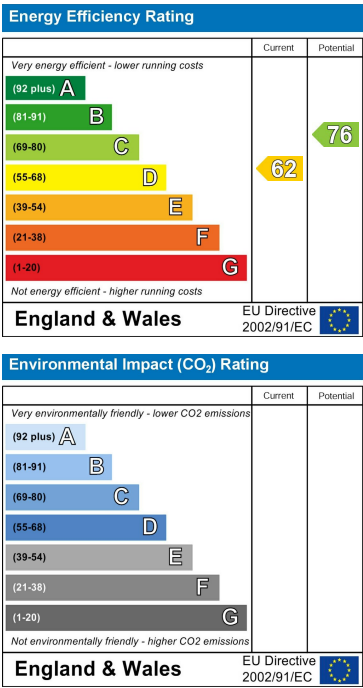 Energy Efficiency Rating
Current Potential
Very energy efficient - lower running costs
(92 plus) A
(81-91) B
(69-80) C
(55-68) D
(39-54) E
(21-38) F
(1-20) G
62
76
Not energy efficient - higher running costs
England & Wales
EU Directive
2002/91/EC
Environmental Impact (CO₂) Rating
Current Potential
Very environmentally friendly - lower CO2 emissions
(92 plus) A
(81-91) B
(69-80) C
(55-68) D
(39-54) E
(21-38) F
(1-20) G
Not environmentally friendly - higher CO2 emissions
England & Wales
EU Directive
2002/91/EC